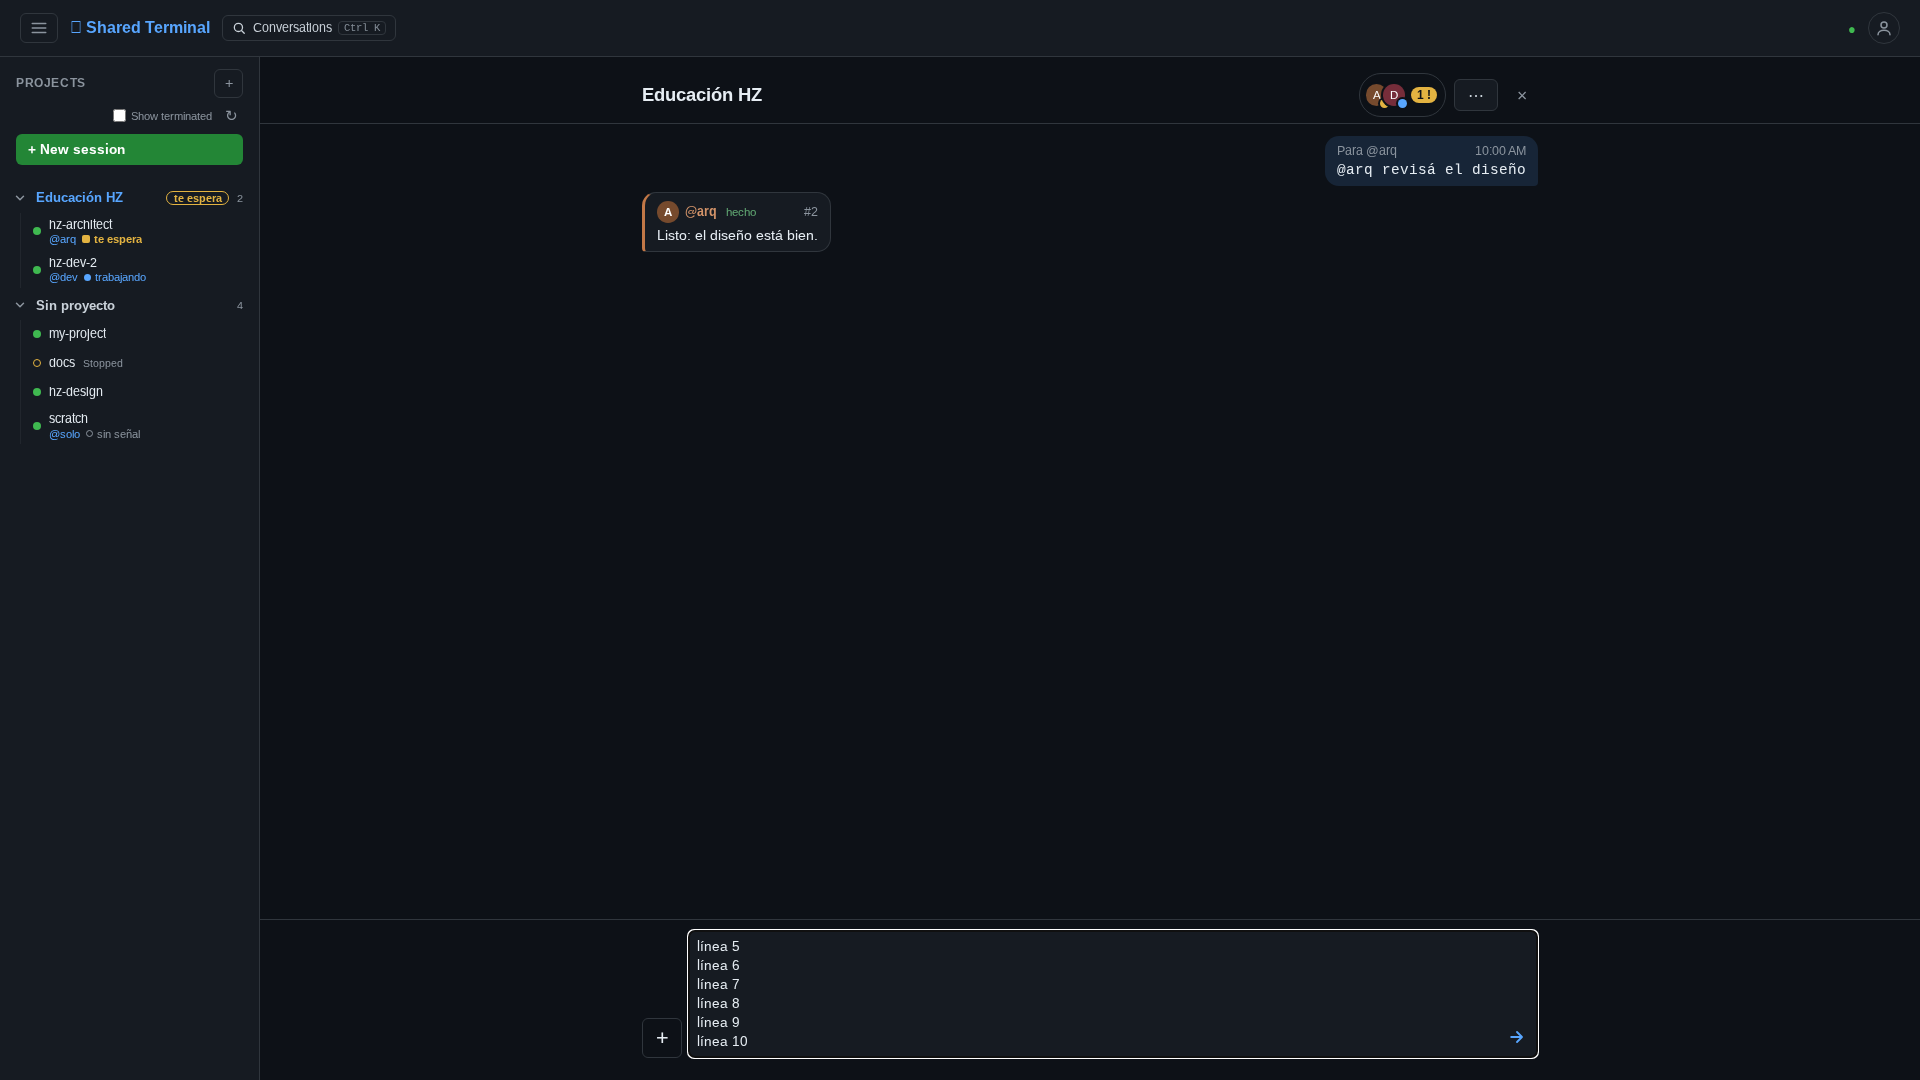 Shared Terminal
Conversations Ctrl K
PROJECTS
+
Show terminated
+ New session
Educación HZ te espera 2
hz-architect
@arq te espera
hz-dev-2
@dev trabajando
Sin proyecto 4
my-project
docs Stopped
hz-design
scratch
@solo sin señal
Educación HZ
A D 1 !
Para @arq 10:00 AM
@arq revisá el diseño
A @arq hecho #2
Listo: el diseño está bien.
línea 5
línea 6
línea 7
línea 8
línea 9
línea 10
+